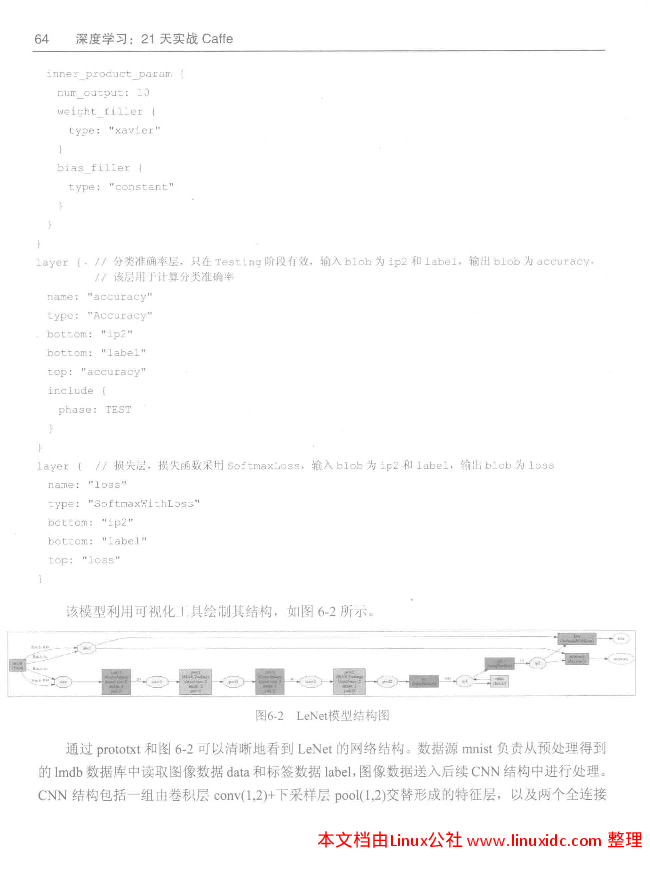 64 深度学习：21 天实战 Caffe
inner_product_param {
num_output: 10
weight_filler {
type: "xavier"
}
bias_filler {
type: "constant"
}
}
}
layer { // 分类准确率层，只在 Testing 阶段有效，输入 blob 为 ip2 和 label，输出 blob 为 accuracy，
// 该层用于计算分类准确率
name: "accuracy"
type: "Accuracy"
bottom: "ip2"
bottom: "label"
top: "accuracy"
include {
phase: TEST
}
}
layer { // 损失层，损失函数采用 SoftmaxLoss，输入 blob 为 ip2 和 label，输出 blob 为 loss
name: "loss"
type: "SoftmaxWithLoss"
bottom: "ip2"
bottom: "label"
top: "loss"
}
该模型利用可视化工具绘制其结构，如图 6-2 所示。
图6-2 LeNet模型结构图
通过 prototxt 和图 6-2 可以清晰地看到 LeNet 的网络结构。数据源 mnist 负责从预处理得到
的 lmdb 数据库中读取图像数据 data 和标签数据 label，图像数据送入后续 CNN 结构中进行处理。
CNN 结构包括一组由卷积层 conv(1,2)+下采样层 pool(1,2)交替形成的特征层，以及两个全连接
本文档由Linux公社 www.linuxidc.com 整理